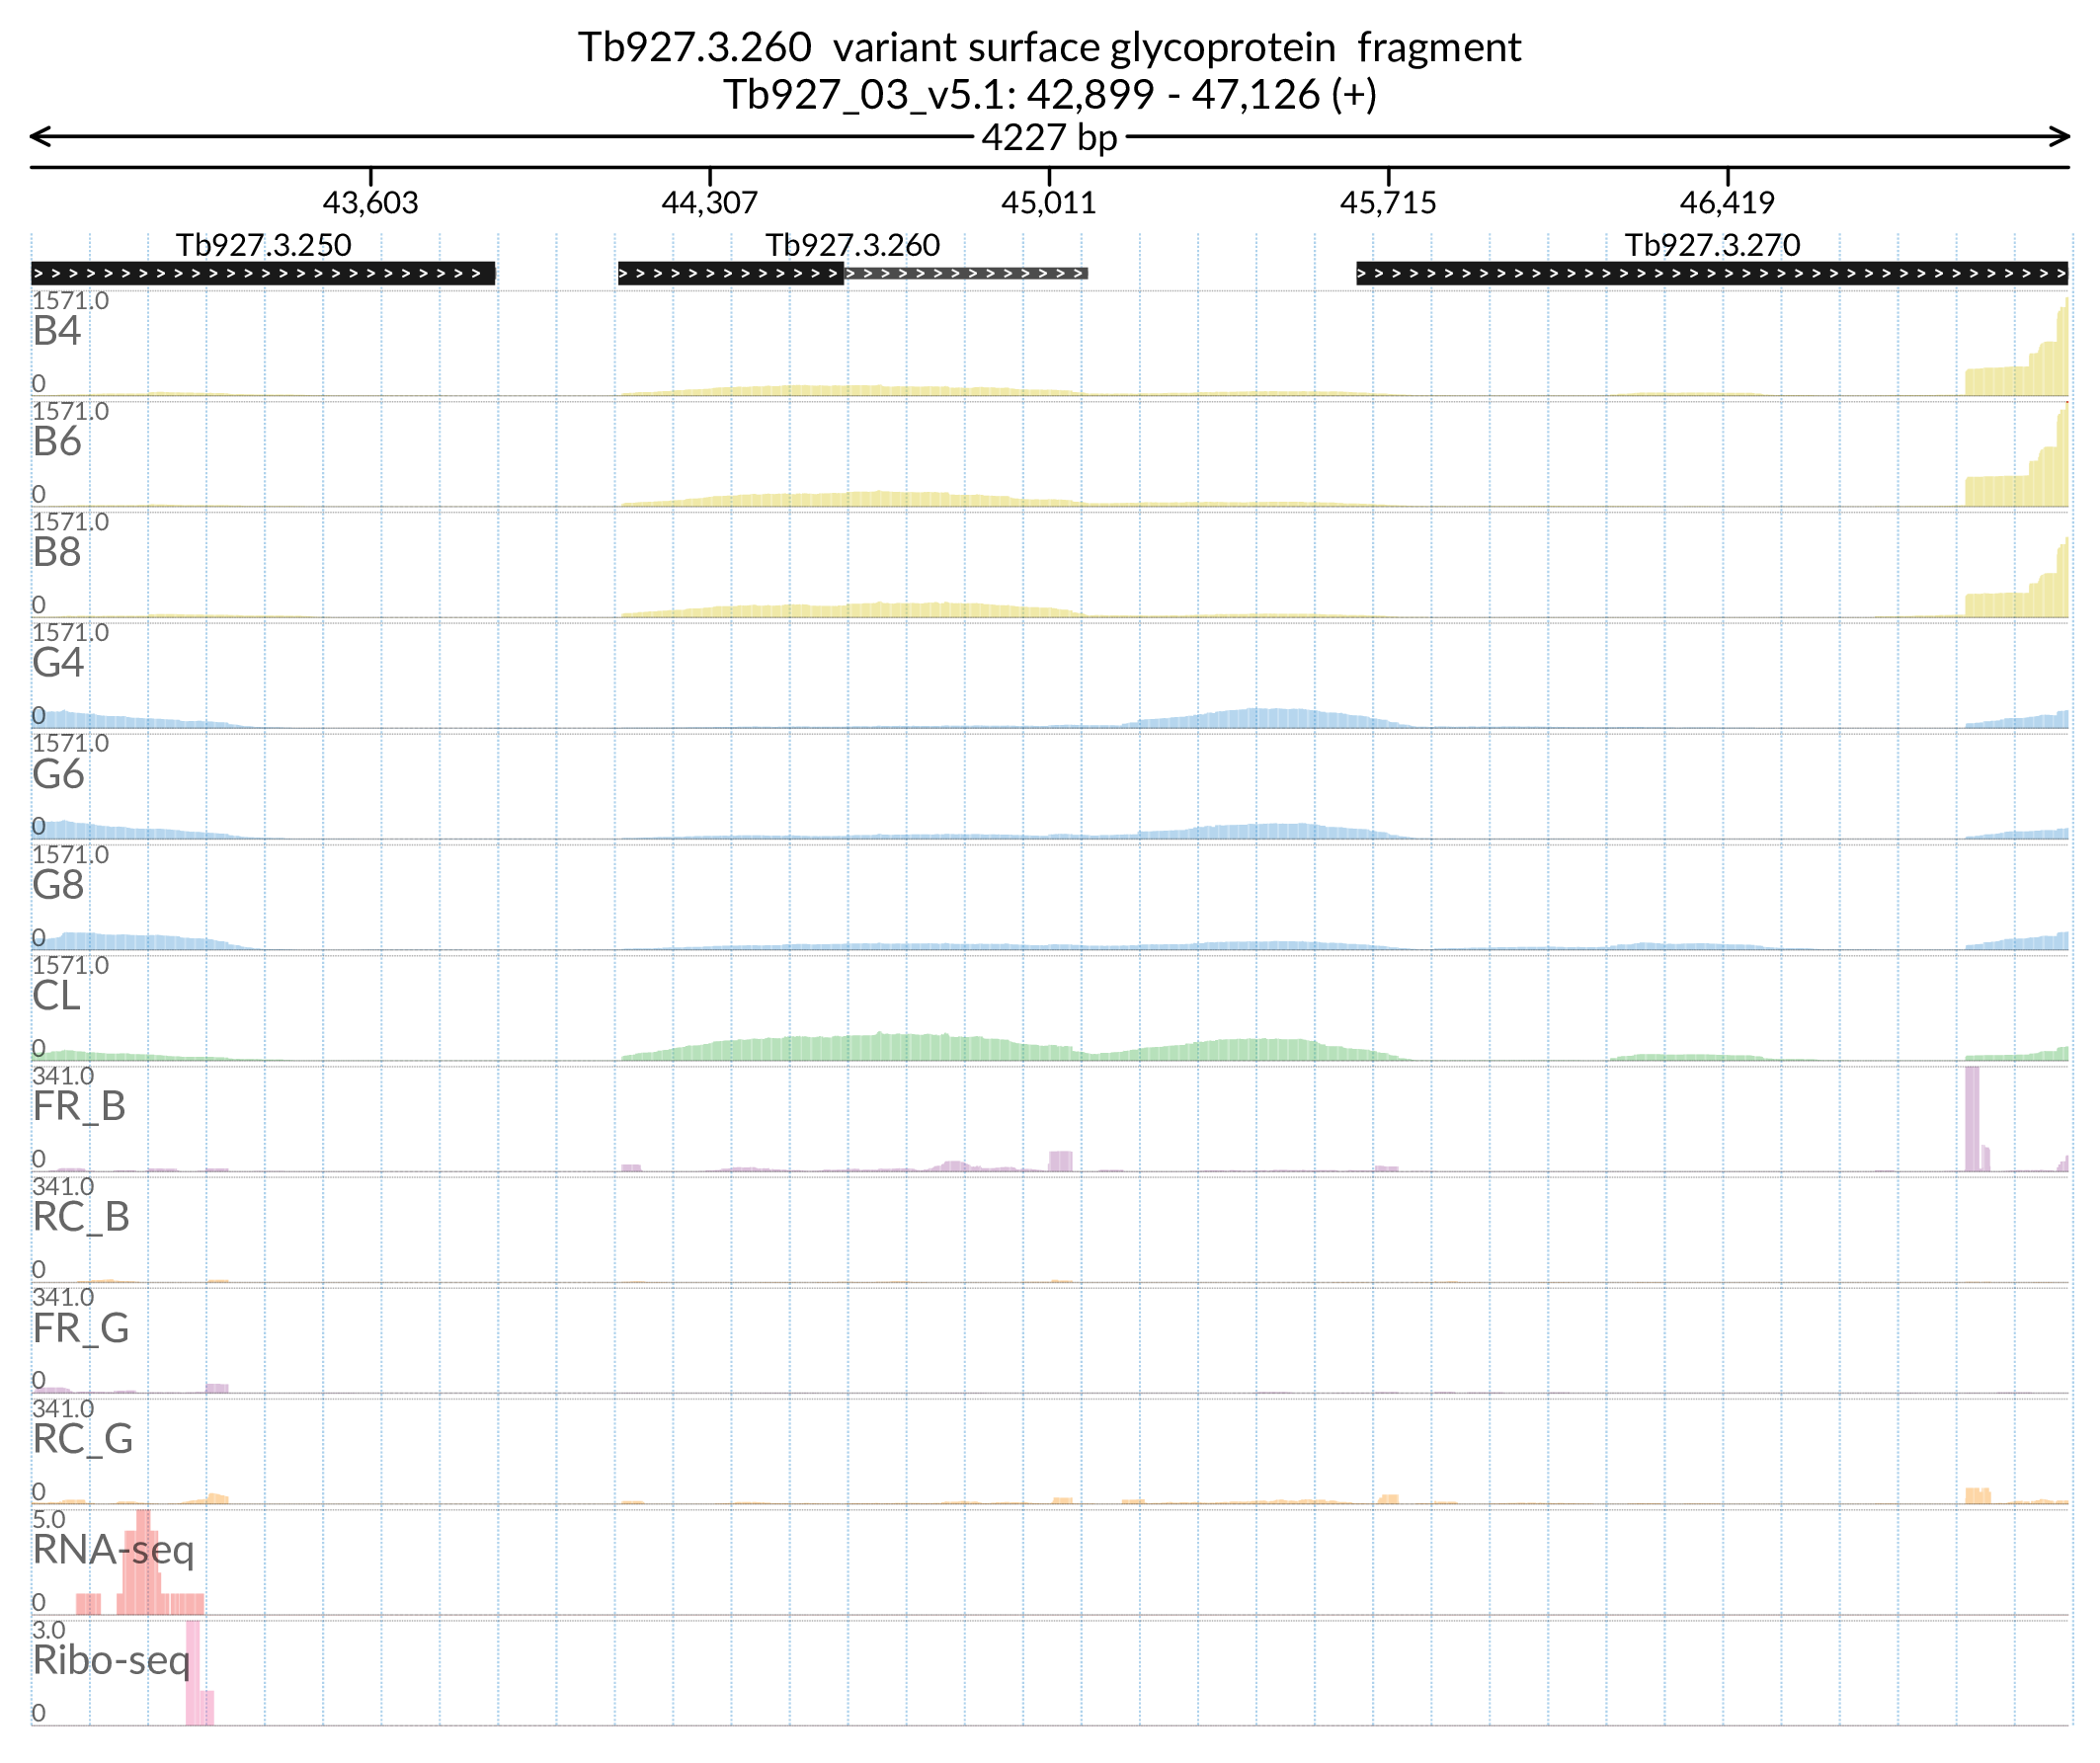 Tb927.3.260 variant surface glycoprotein fragment
Tb927_03_v5.1: 42,899 - 47,126 (+)
4227 bp
43,603 44,307 45,011 45,715 46,419
Tb927.3.250 Tb927.3.260 Tb927.3.270
1571.0
B4
0
1571.0
B6
0
1571.0
B8
0
1571.0
G4
0
1571.0
G6
0
1571.0
G8
0
1571.0
CL
0
341.0
FR_B
0
341.0
RC_B
0
341.0
FR_G
0
341.0
RC_G
0
5.0
RNA-seq
0
3.0
Ribo-seq
0